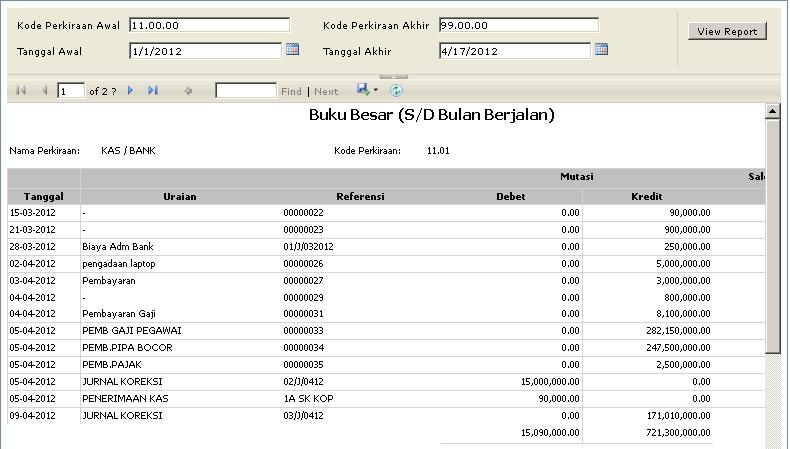 Kode Perkiraan Awal 11.00.00 Kode Perkiraan Akhir 99.00.00 View Report
Tanggal Awal 1/1/2012 Tanggal Akhir 4/17/2012
1 of 2 ? Find | Next
Buku Besar (S/D Bulan Berjalan)
Nama Perkiraan: KAS / BANK Kode Perkiraan: 11.01
Mutasi
Tanggal Uraian Referensi Debet Kredit
15-03-2012 - 00000022 0.00 90,000.00
21-03-2012 - 00000023 0.00 900,000.00
28-03-2012 Biaya Adm Bank 01/J/032012 0.00 250,000.00
02-04-2012 pengadaan laptop 00000026 0.00 5,000,000.00
03-04-2012 Pembayaran 00000027 0.00 3,000,000.00
04-04-2012 - 00000029 0.00 800,000.00
04-04-2012 Pembayaran Gaji 00000031 0.00 8,100,000.00
05-04-2012 PEMB GAJI PEGAWAI 00000033 0.00 282,150,000.00
05-04-2012 PEMB.PIPA BOCOR 00000034 0.00 247,500,000.00
05-04-2012 PEMB.PAJAK 00000035 0.00 2,500,000.00
05-04-2012 JURNAL KOREKSI 02/J/0412 15,000,000.00 0.00
05-04-2012 PENERIMAAN KAS 1A SK KOP 90,000.00 0.00
09-04-2012 JURNAL KOREKSI 03/J/0412 0.00 171,010,000.00
15,090,000.00 721,300,000.00